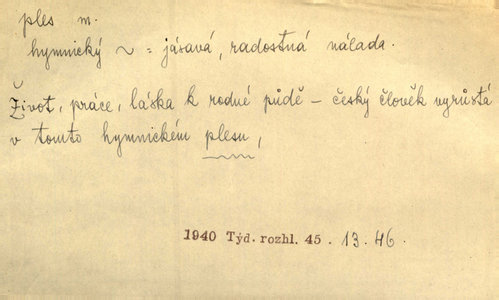 ples m.
hymnický ~ = jásavá, radostná nálada.
Život, práce, láska k rodné půdě – český člověk vyrůstá
v tomto hymnickém plesu,
1940 Týd. rozhl. 45. 13.46.